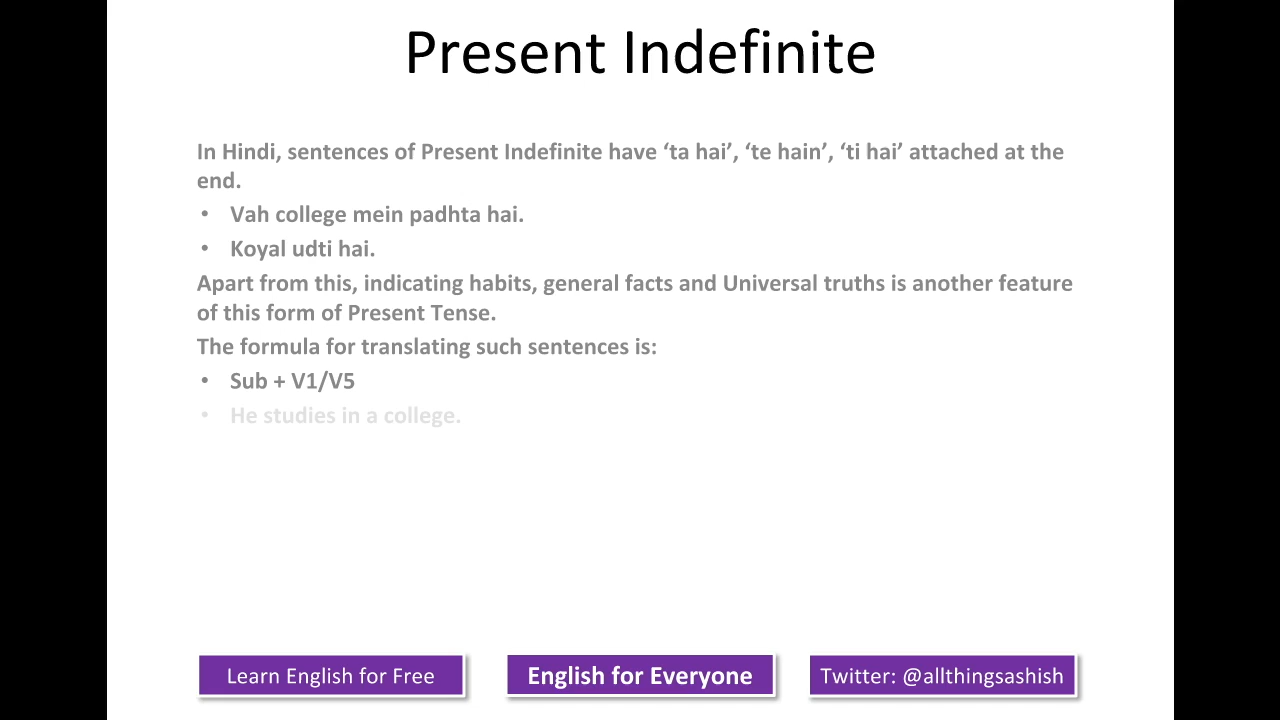 Present Indefinite
In Hindi, sentences of Present Indefinite have ‘ta hai’, ‘te hain’, ‘ti hai’ attached at the
end.
• Vah college mein padhta hai.
• Koyal udti hai.
Apart from this, indicating habits, general facts and Universal truths is another feature
of this form of Present Tense.
The formula for translating such sentences is:
• Sub + V1/V5
• He studies in a college.
Learn English for Free
English for Everyone
Twitter: @allthingsashish